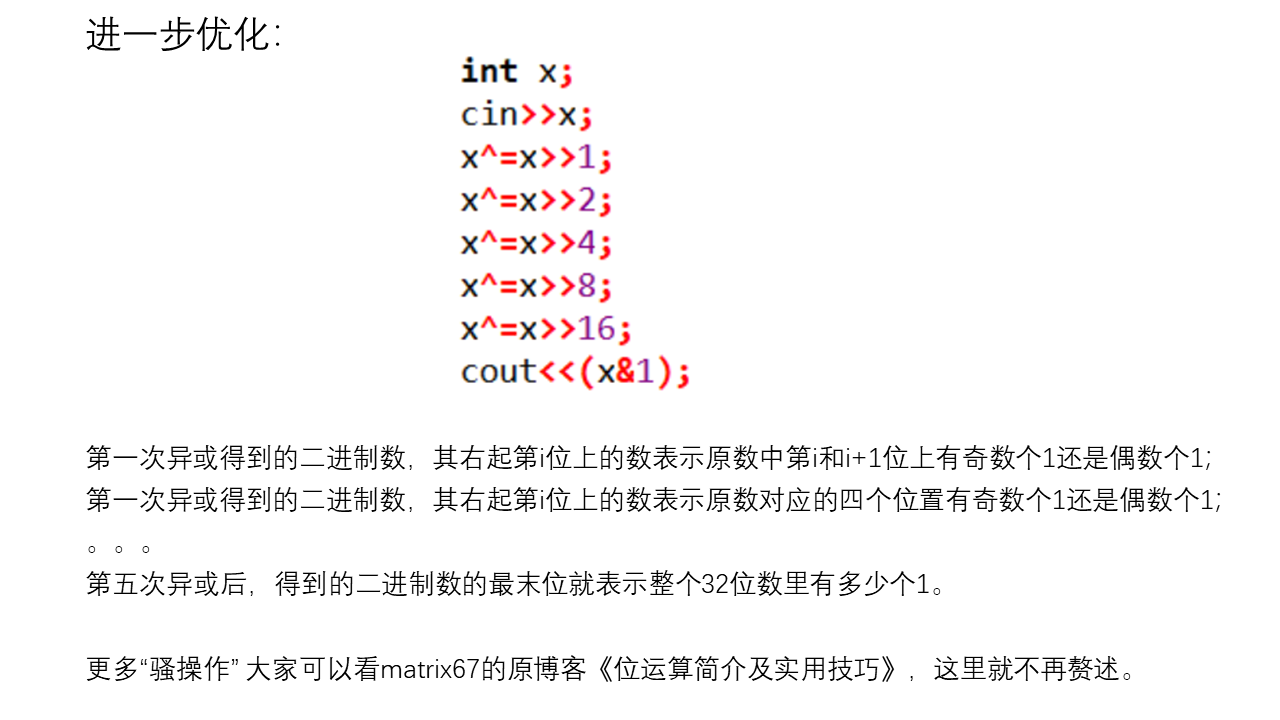 进一步优化：
int x;
cin>>x;
x^=x>>1;
x^=x>>2;
x^=x>>4;
x^=x>>8;
x^=x>>16;
cout<<(x&1);
第一次异或得到的二进制数，其右起第i位上的数表示原数中第i和i+1位上有奇数个1还是偶数个1;
第一次异或得到的二进制数，其右起第i位上的数表示原数对应的四个位置有奇数个1还是偶数个1;
。。。
第五次异或后，得到的二进制数的最末位就表示整个32位数里有多少个1。
更多“骚操作” 大家可以看matrix67的原博客《位运算简介及实用技巧》，这里就不再赘述。